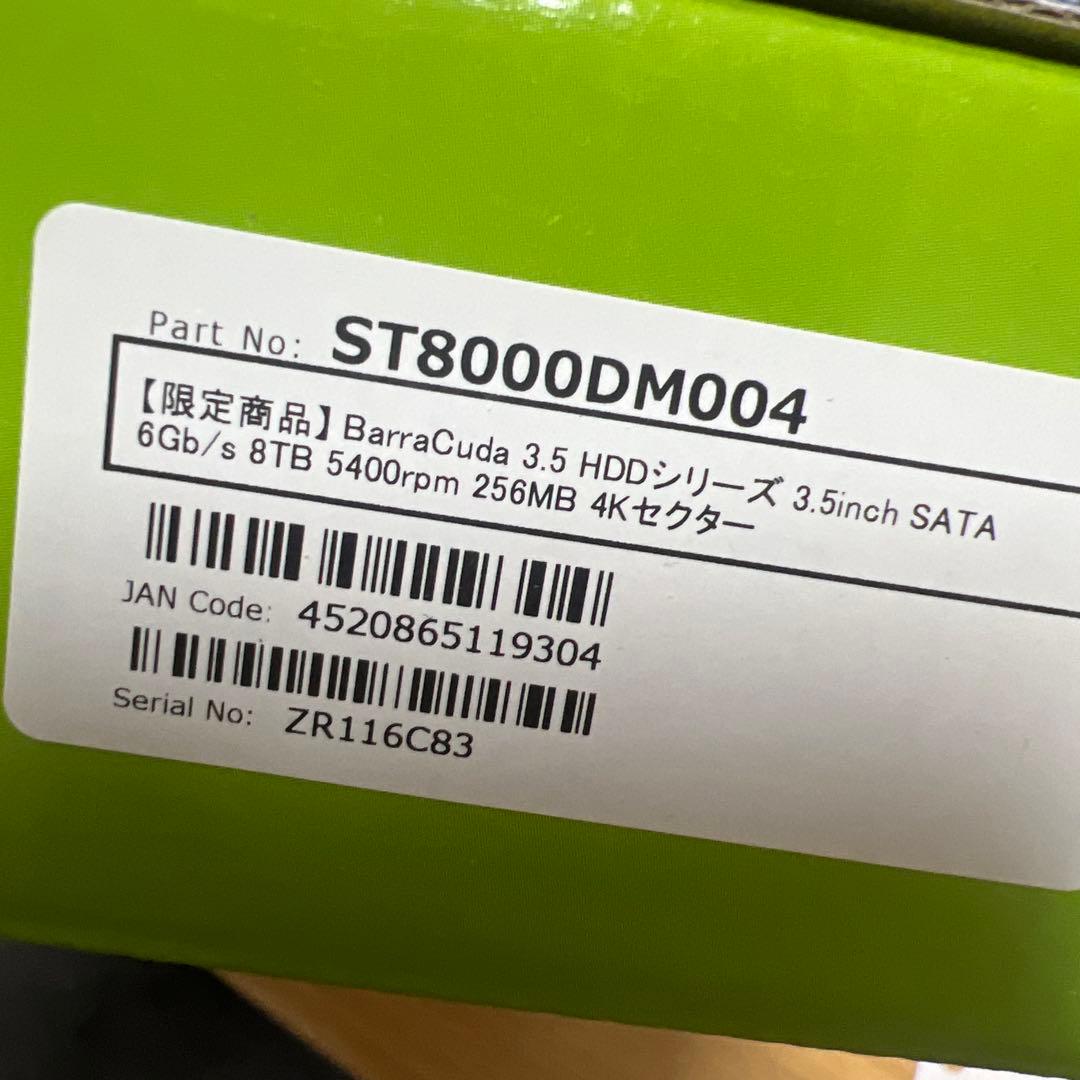 Part No: ST8000DM004
【限定商品】BarraCuda 3.5 HDDシリーズ 3.5inch SATA
6Gb/s 8TB 5400rpm 256MB 4Kセクター
JAN Code: 4520865119304
Serial No: ZR116C83